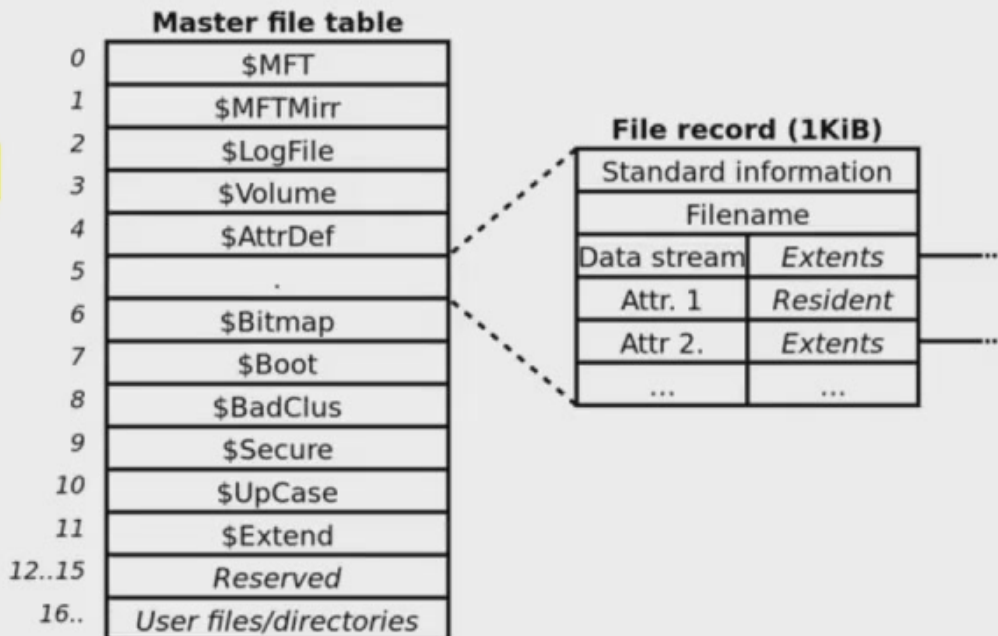 Master file table
0 $MFT
1 $MFTMirr
2 $LogFile
3 $Volume
4 $AttrDef
5 .
6 $Bitmap
7 $Boot
8 $BadClus
9 $Secure
10 $UpCase
11 $Extend
12..15 Reserved
16.. User files/directories
File record (1KiB)
Standard information
Filename
Data stream Extents
Attr. 1 Resident
Attr 2. Extents
... ...